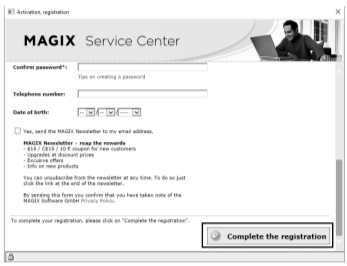 Activation, registration
MAGIX Service Center
Confirm password*:
Tips on creating a password
Telephone number:
Date of birth: -- / -- / ----
Yes, send the MAGIX Newsletter to my email address.
MAGIX Newsletter - reap the rewards
- $15 / C$15 / 10 € coupon for new customers
- Upgrades at discount prices
- Excusive offers
- Info on new products
You can unsubscribe from the newsletter at any time. To do so just
click the link at the end of the newsletter.
By sending this form you confirm that you have taken note of the
MAGIX Software GmbH Privacy Policy.
To complete your registration, please click on "Complete the registration".
Complete the registration